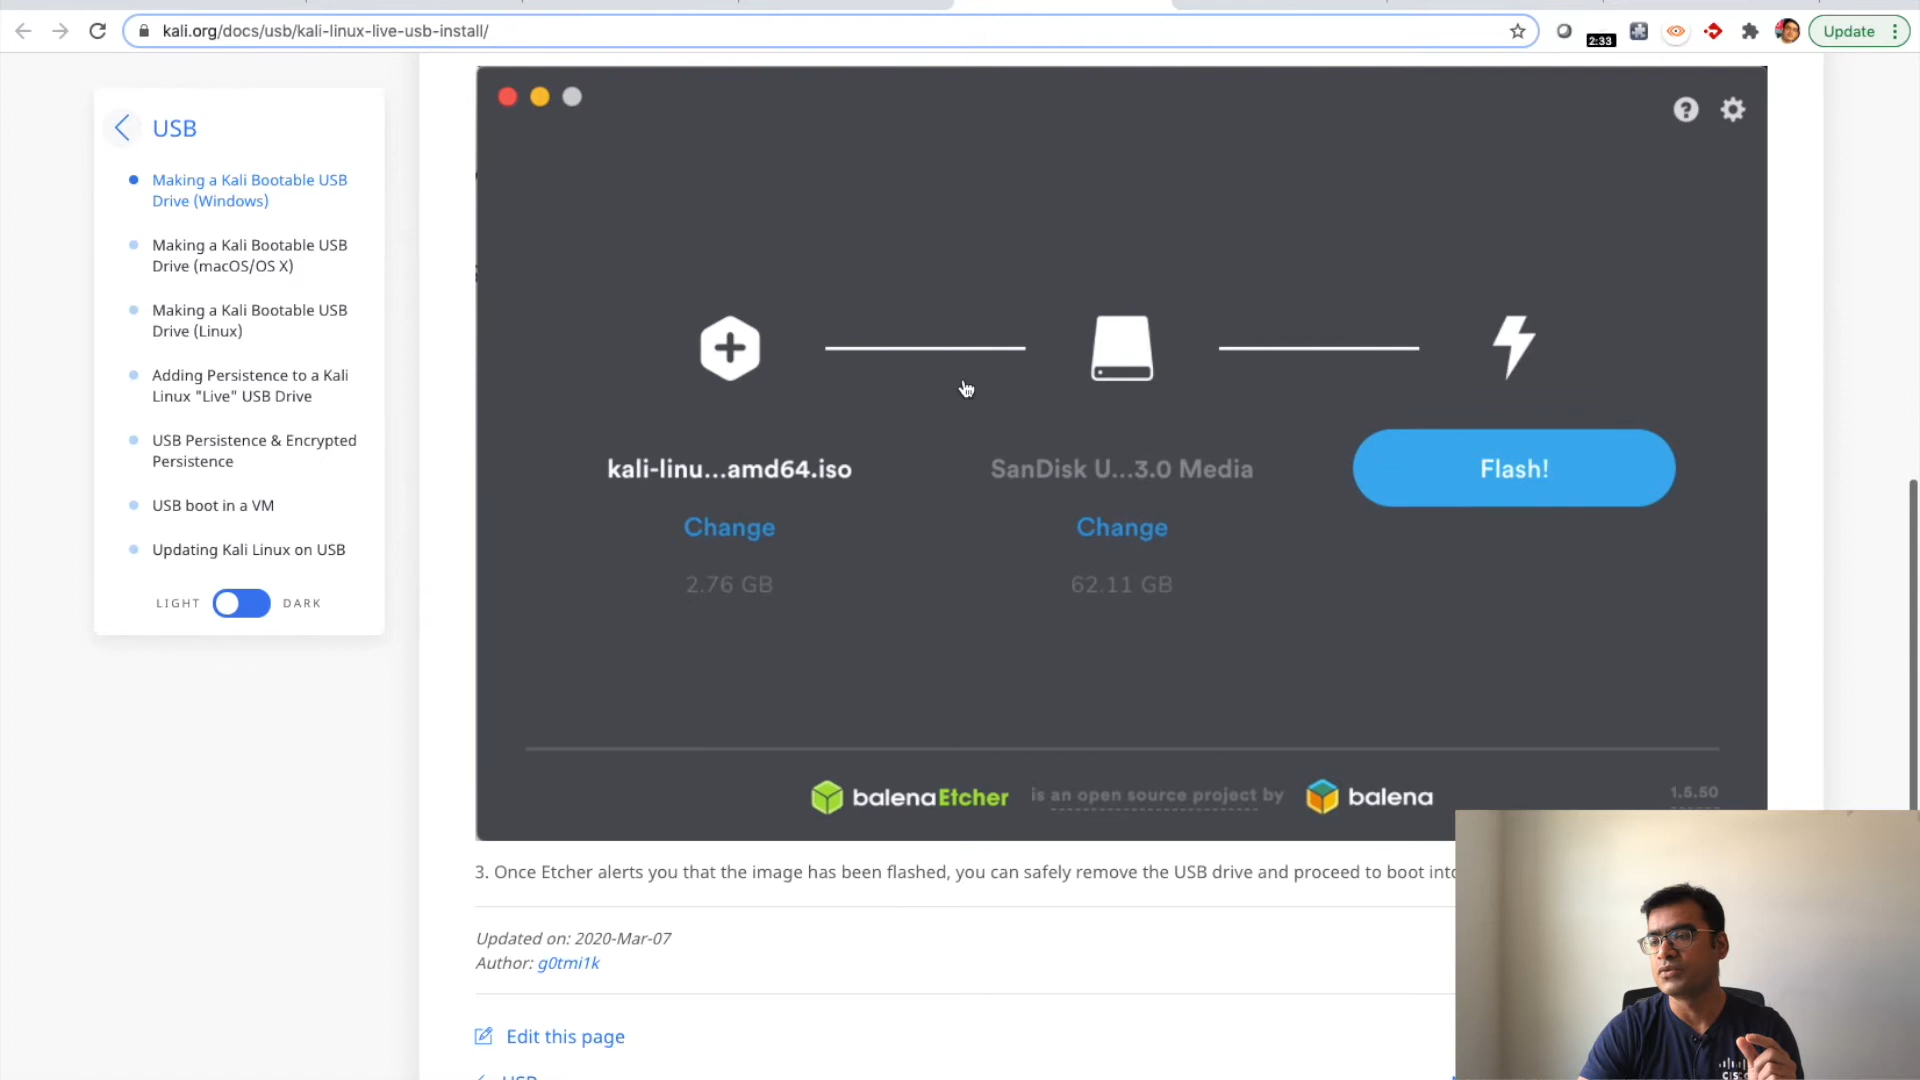 kali.org/docs/usb/kali-linux-live-usb-install/
2:33
Update
USB
Making a Kali Bootable USB
Drive (Windows)
Making a Kali Bootable USB
Drive (macOS/OS X)
Making a Kali Bootable USB
Drive (Linux)
Adding Persistence to a Kali
Linux "Live" USB Drive
USB Persistence & Encrypted
Persistence
USB boot in a VM
Updating Kali Linux on USB
LIGHT DARK
kali-linu...amd64.iso
Change
2.76 GB
SanDisk U...3.0 Media
Change
62.11 GB
Flash!
balenaEtcher is an open source project by balena
1.5.50
3. Once Etcher alerts you that the image has been flashed, you can safely remove the USB drive and proceed to boot into
Updated on: 2020-Mar-07
Author: g0tmi1k
Edit this page
USB